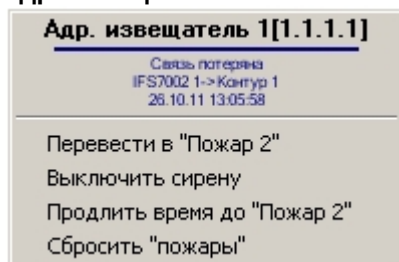 Адр. извещатель 1[1.1.1.1]
Связь потеряна
IFS7002 1->Контур 1
26.10.11 13:05:58
Перевести в "Пожар 2"
Выключить сирену
Продлить время до "Пожар 2"
Сбросить "пожары"